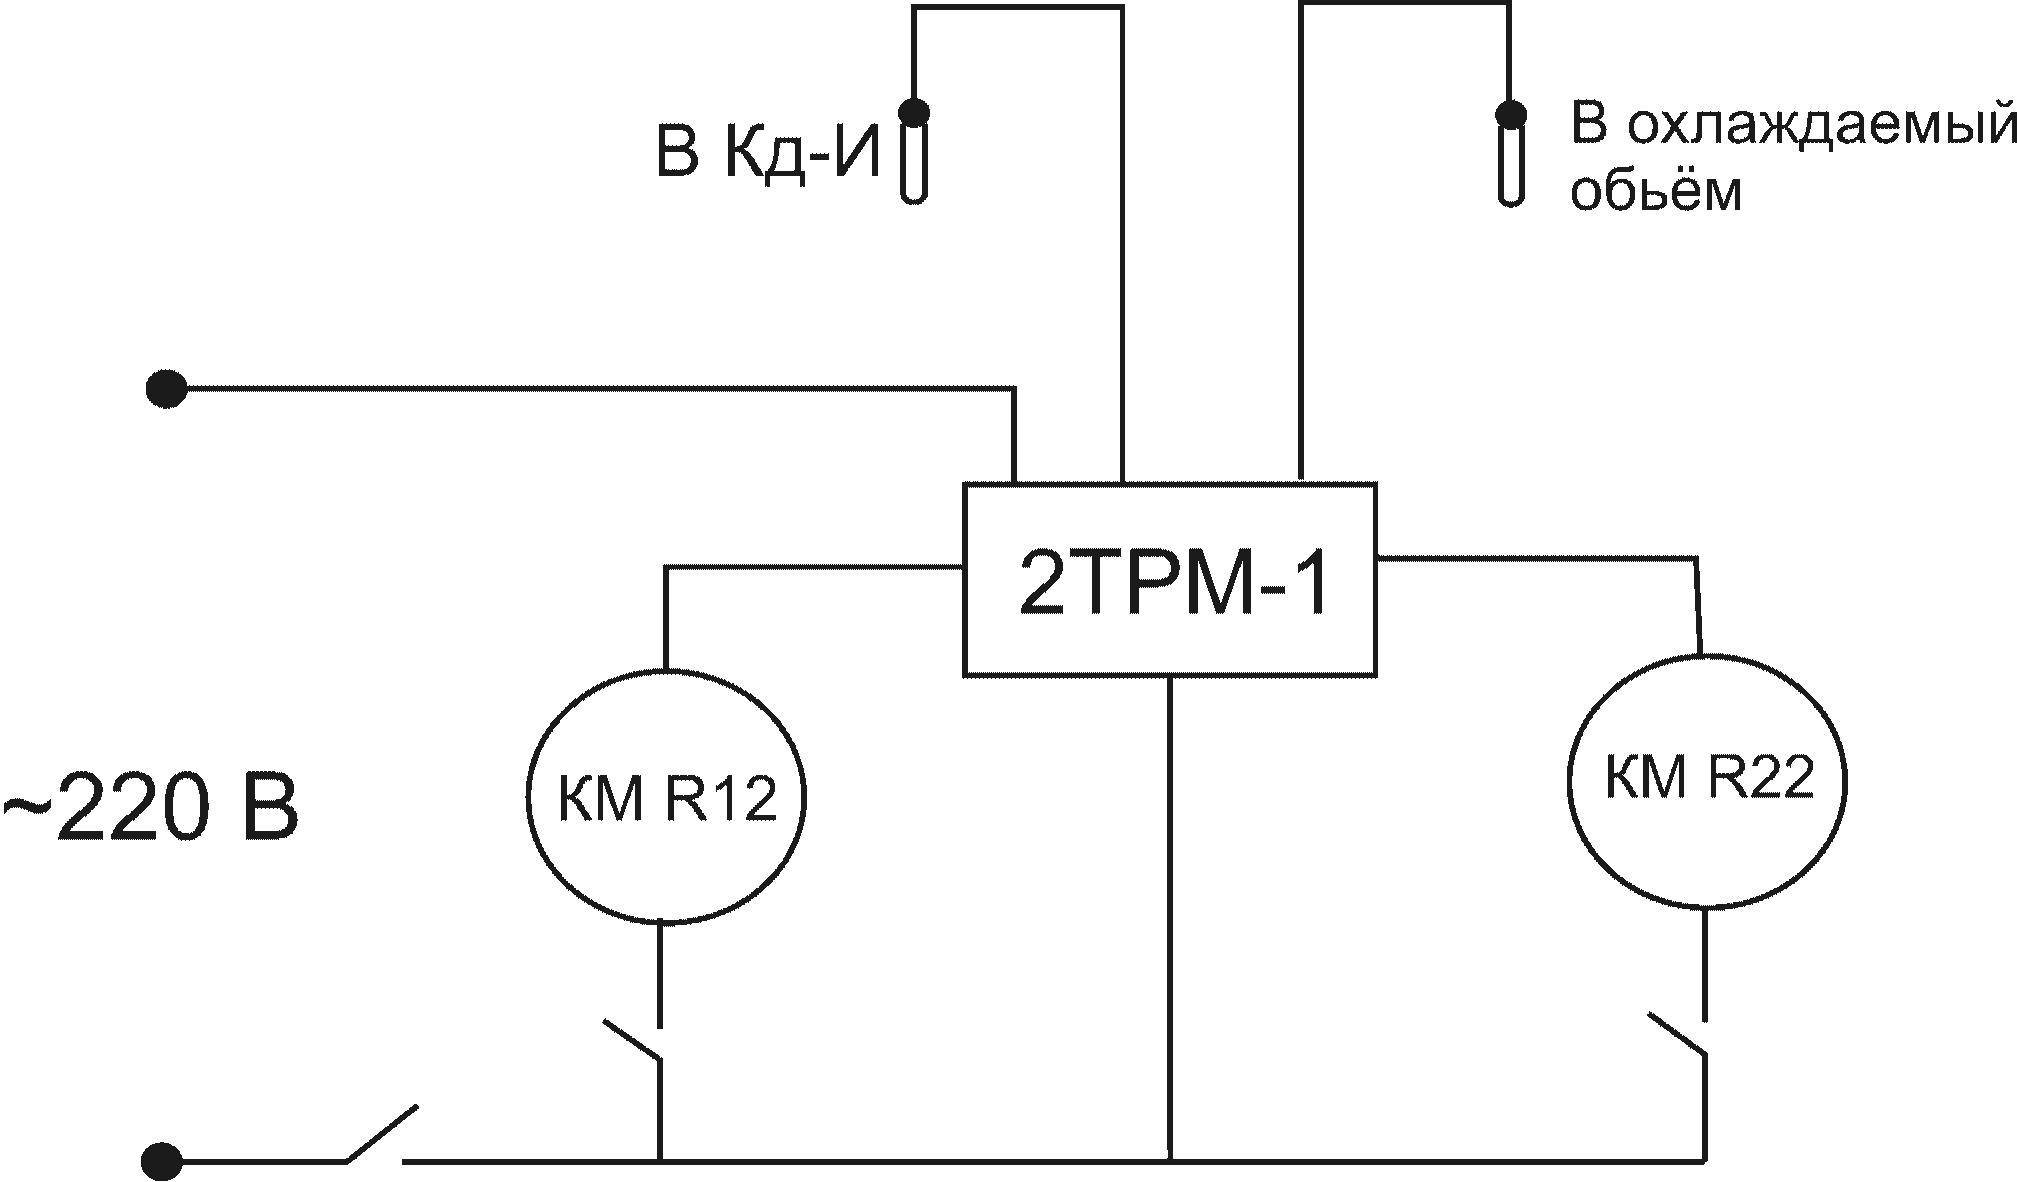 В Кд-И
В охлаждаемый
обьём
2ТРМ-1
КМ R12
КМ R22
~220 В